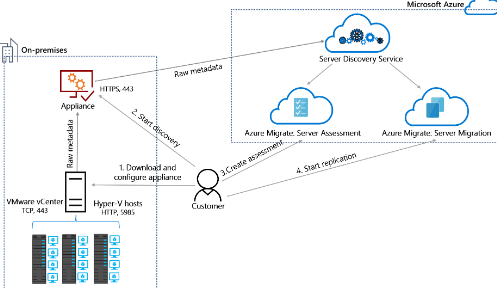 Microsoft Azure
On-premises
Server Discovery Service
Raw metadata
HTTPS, 443
Appliance
2. Start discovery
Azure Migrate: Server Assessment
Azure Migrate: Server Migration
Raw metadata
3.Create assessment
1. Download and
configure appliance
4. Start replication
VMware vCenter
TCP, 443
Hyper-V hosts
HTTP, 5985
Customer